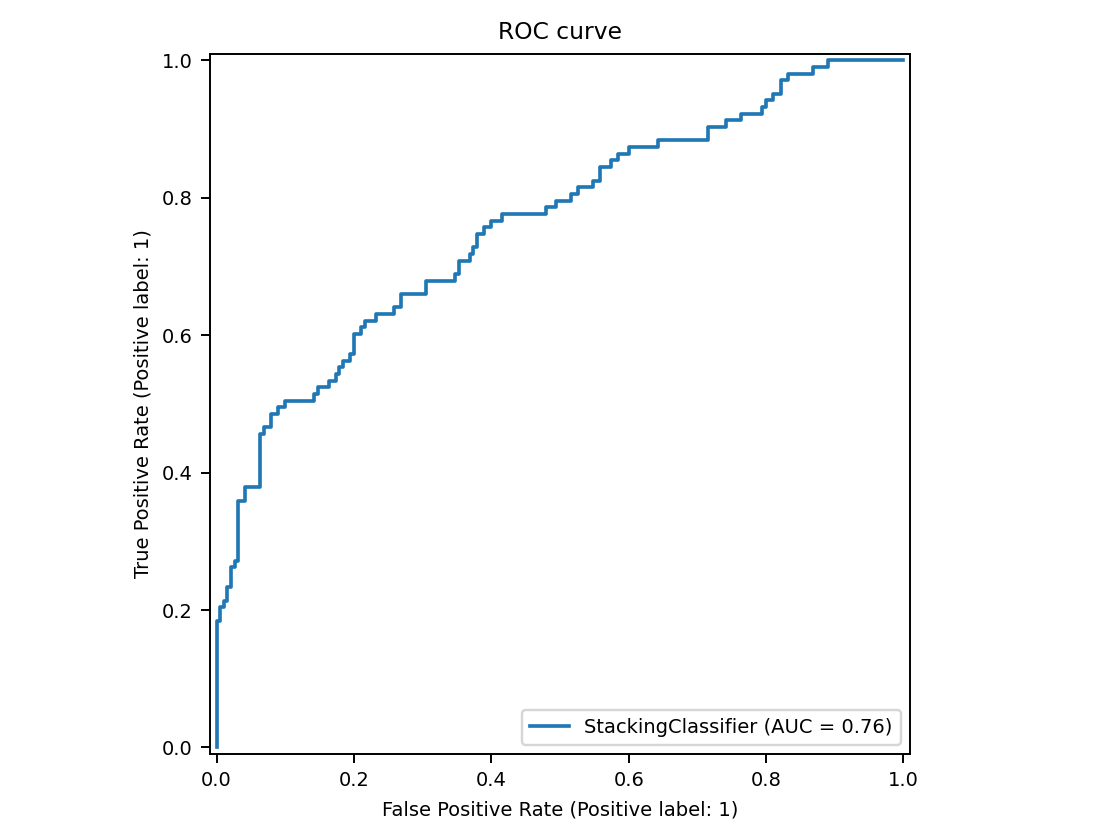 ROC curve
1.0
0.8
0.6
0.4
0.2
0.0
True Positive Rate (Positive label: 1)
StackingClassifier (AUC = 0.76)
0.0 0.2 0.4 0.6 0.8 1.0
False Positive Rate (Positive label: 1)